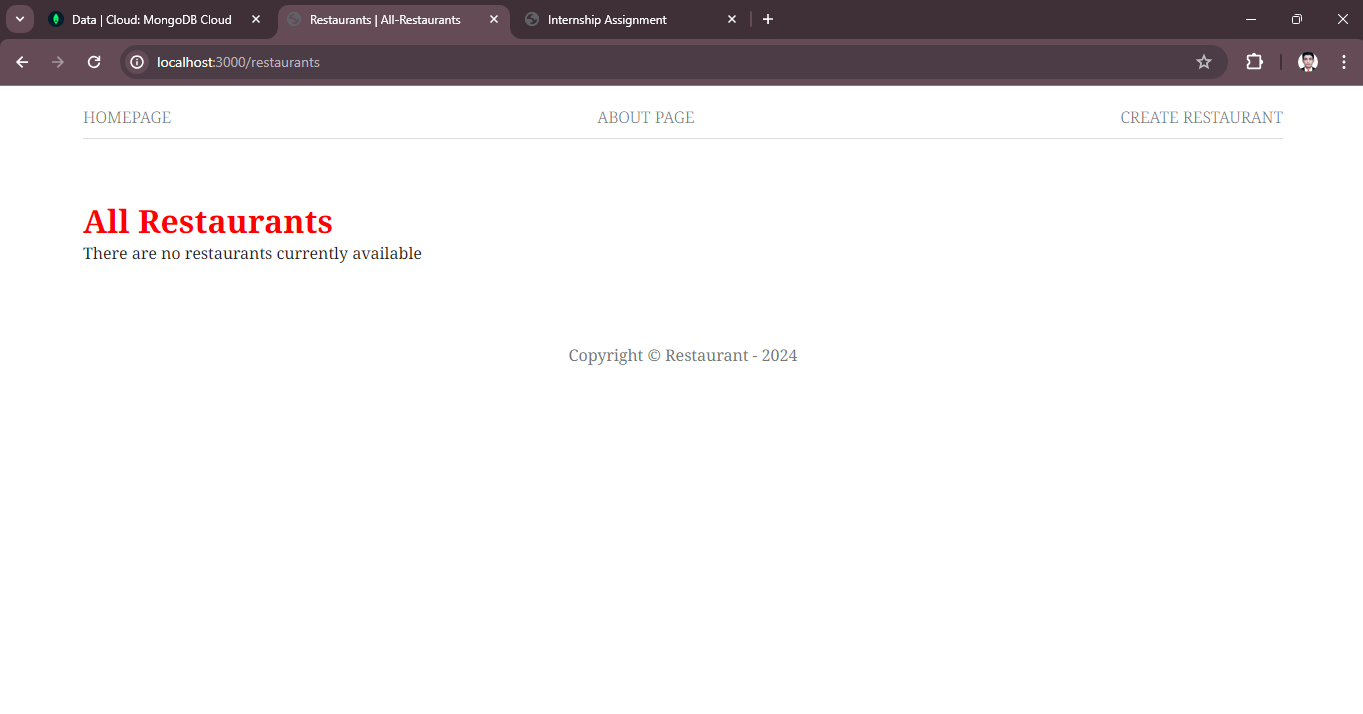 Data | Cloud: MongoDB Cloud
Restaurants | All-Restaurants
Internship Assignment
localhost:3000/restaurants
HOMEPAGE
ABOUT PAGE
CREATE RESTAURANT
All Restaurants
There are no restaurants currently available
Copyright © Restaurant - 2024